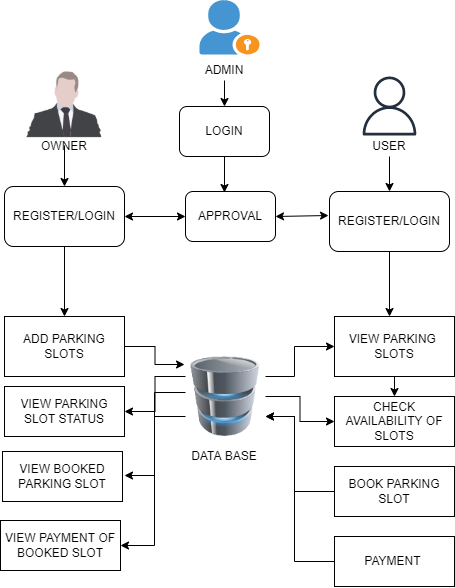 ADMIN
OWNER
LOGIN
USER
REGISTER/LOGIN
APPROVAL
REGISTER/LOGIN
ADD PARKING
SLOTS
VIEW PARKING
SLOTS
VIEW PARKING
SLOT STATUS
CHECK
AVAILABILITY OF
SLOTS
DATA BASE
VIEW BOOKED
PARKING SLOT
BOOK PARKING
SLOT
VIEW PAYMENT OF
BOOKED SLOT
PAYMENT